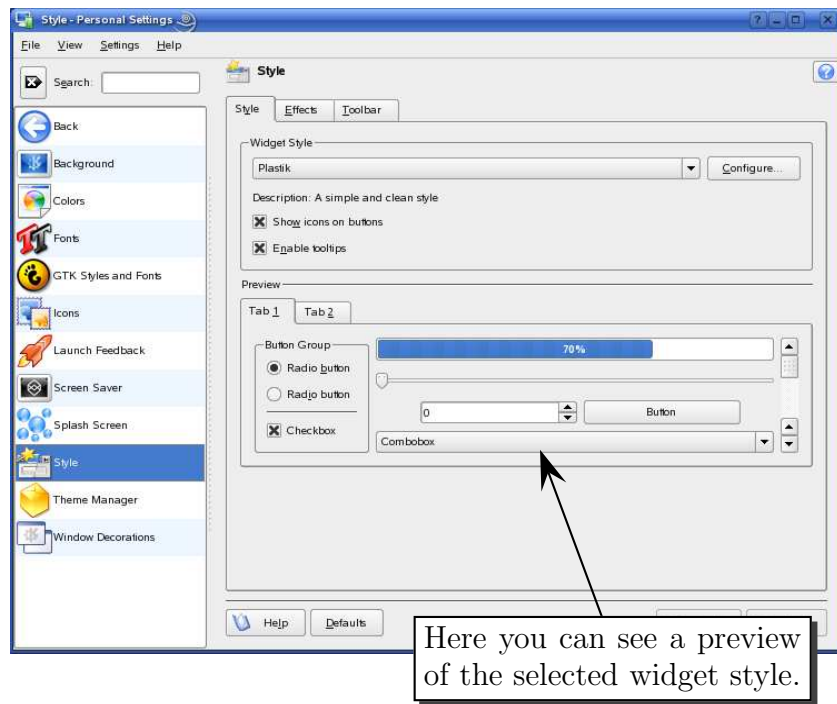 Style - Personal Settings
File View Settings Help
Search:
Back
Background
Colors
Fonts
GTK Styles and Fonts
Icons
Launch Feedback
Screen Saver
Splash Screen
Style
Theme Manager
Window Decorations
Style
Style Effects Toolbar
Widget Style
Plastik
Configure...
Description: A simple and clean style
Show icons on buttons
Enable tooltips
Preview
Tab 1 Tab 2
Button Group
Radio button
Radio button
Checkbox
70%
0
Button
Combobox
Help Defaults
Here you can see a preview
of the selected widget style.